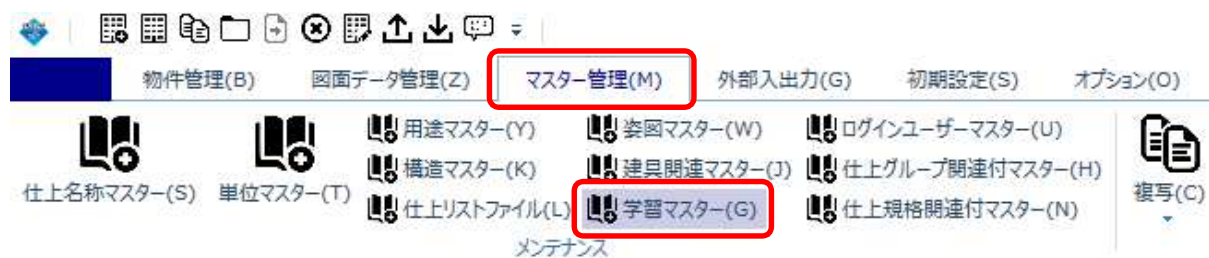 物件管理(B) 図面データ管理(Z) マスター管理(M) 外部入出力(G) 初期設定(S) オプション(O)
仕上名称マスター(S) 単位マスター(T)
用途マスター(Y) 姿図マスター(W) ログインユーザーマスター(U)
構造マスター(K) 建具関連マスター(J) 仕上グループ関連付マスター(H)
仕上リストファイル(L) 学習マスター(G) 仕上規格関連付マスター(N)
複写(C)
メンテナンス